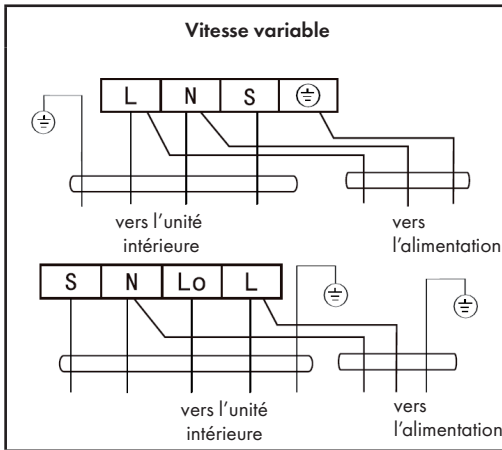 Vitesse variable
L N S
vers l'unité
intérieure
vers
l'alimentation
S N Lo L
vers l'unité
intérieure
vers
l'alimentation